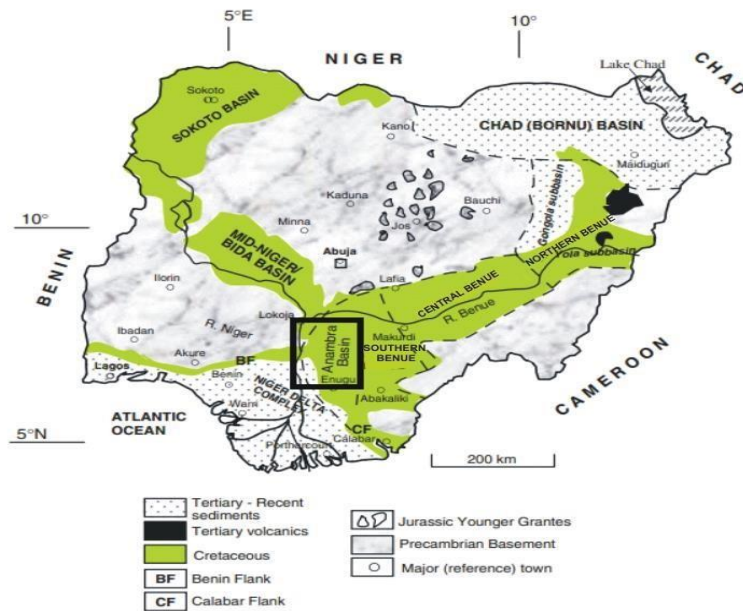 5°E
10°
NIGER
CHAD
Lake Chad
Sokoto
SOKOTO BASIN
Kano
CHAD (BORNU) BASIN
Maiduguri
Kaduna
Bauchi
Jos
Gongola subbasin
Minna
10°
MID-NIGER/
BIDA BASIN
Abuja
NORTHERN BENUE
Yola subbasin
BENIN
Ilorin
Lafia
CENTRAL BENUE
R. Benue
Lokoja
R. Niger
Makurdi
Ibadan
Anambra
Basin
SOUTHERN
BENUE
Akure
BF
Enugu
Lagos
Benin
Abakaliki
CAMEROON
NIGER DELTA
COMPLEX
Warri
ATLANTIC
OCEAN
CF
Calabar
5°N
Portharcourt
200 km
Tertiary - Recent
sediments
Tertiary volcanics
Cretaceous
BF
Benin Flank
CF
Calabar Flank
Jurassic Younger Grantes
Precambrian Basement
Major (reference) town